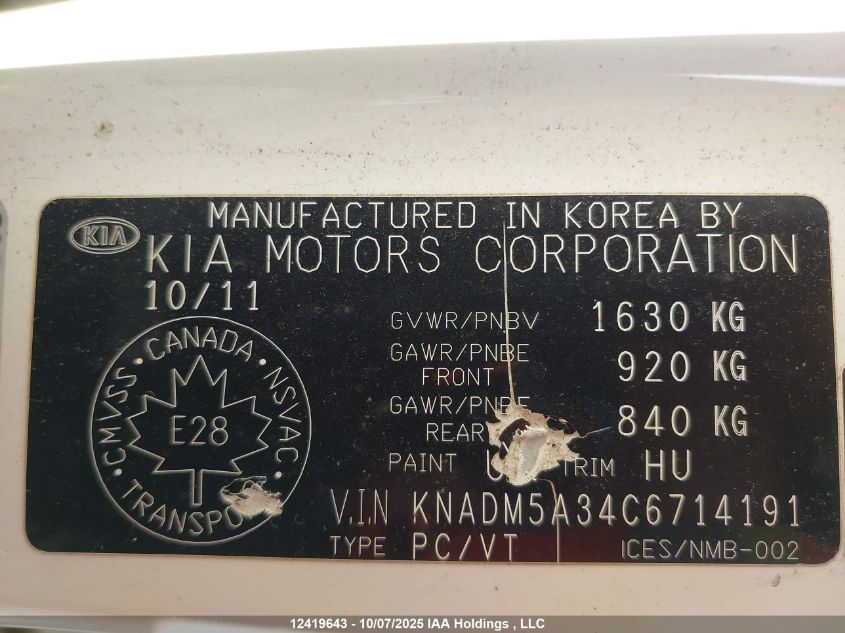 MANUFACTURED IN KOREA BY
KIA KIA MOTORS CORPORATION
10/11
GVWR/PNBV 1630 KG
GAWR/PNBE FRONT 920 KG
GAWR/PNBE REAR 840 KG
PAINT TRIM HU
V.I.N KNADM5A34C6714191
TYPE PC/VT ICES/NMB-002
CMVSS · CANADA · NSVAC
E28
TRANSPORT
12419643 - 10/07/2025 IAA Holdings , LLC